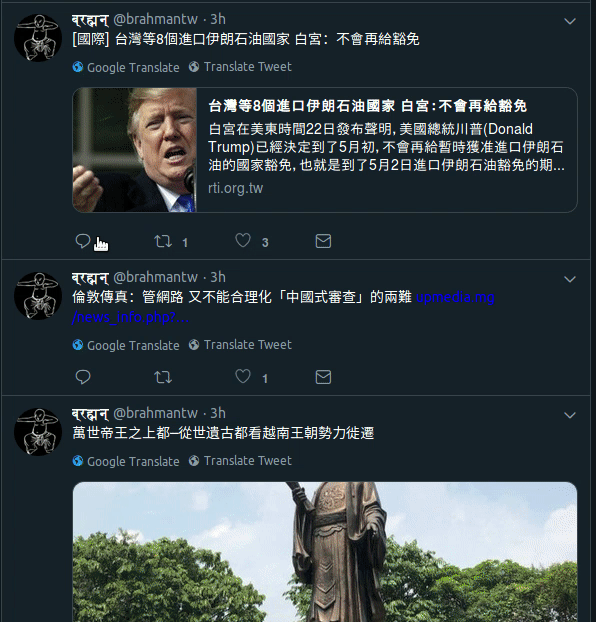 ब्रह्मन् @brahmantw · 3h
[國際] 台灣等8個進口伊朗石油國家 白宮：不會再給豁免
Google Translate Translate Tweet
台灣等8個進口伊朗石油國家 白宮:不會再給豁免
白宮在美東時間22日發布聲明, 美國總統川普(Donald
Trump)已經決定到了5月初, 不會再給暫時獲准進口伊朗石
油的國家豁免, 也就是到了5月2日進口伊朗石油豁免的期...
rti.org.tw
1 3
ब्रह्मन् @brahmantw · 3h
倫敦傳真：管網路 又不能合理化「中國式審查」的兩難 upmedia.mg
/news_info.php?...
Google Translate Translate Tweet
1
ब्रह्मन् @brahmantw · 3h
萬世帝王之上都—從世遺古都看越南王朝勢力徙遷
Google Translate Translate Tweet